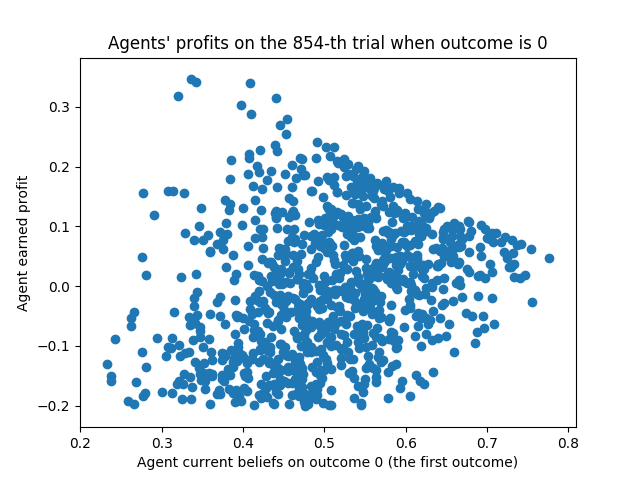 Agents' profits on the 854-th trial when outcome is 0
Agent earned profit
0.3
0.2
0.1
0.0
−0.1
−0.2
0.2 0.3 0.4 0.5 0.6 0.7 0.8
Agent current beliefs on outcome 0 (the first outcome)